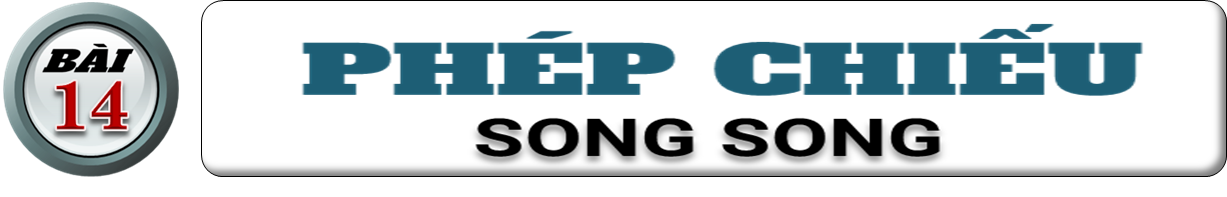 BÀI
14
PHÉP CHIẾU
SONG SONG